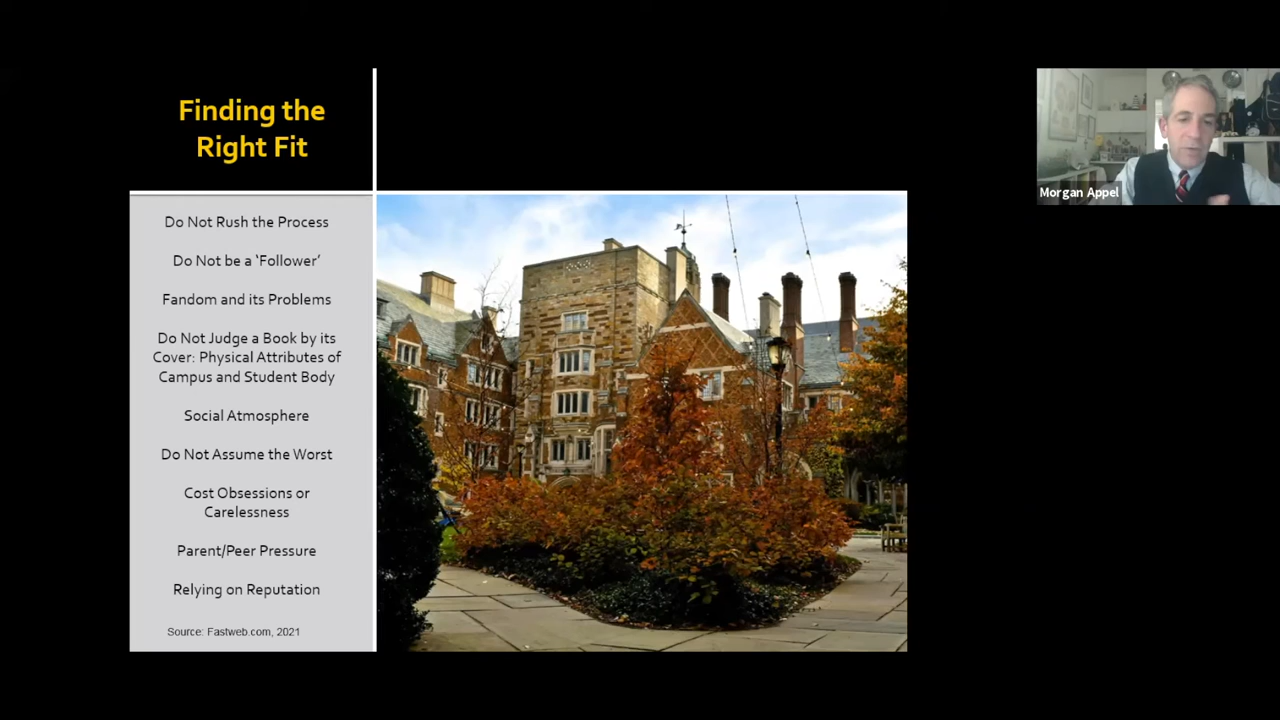 Finding the
Right Fit
Do Not Rush the Process
Do Not be a ‘Follower’
Fandom and its Problems
Do Not Judge a Book by its
Cover: Physical Attributes of
Campus and Student Body
Social Atmosphere
Do Not Assume the Worst
Cost Obsessions or
Carelessness
Parent/Peer Pressure
Relying on Reputation
Source: Fastweb.com, 2021
Morgan Appel